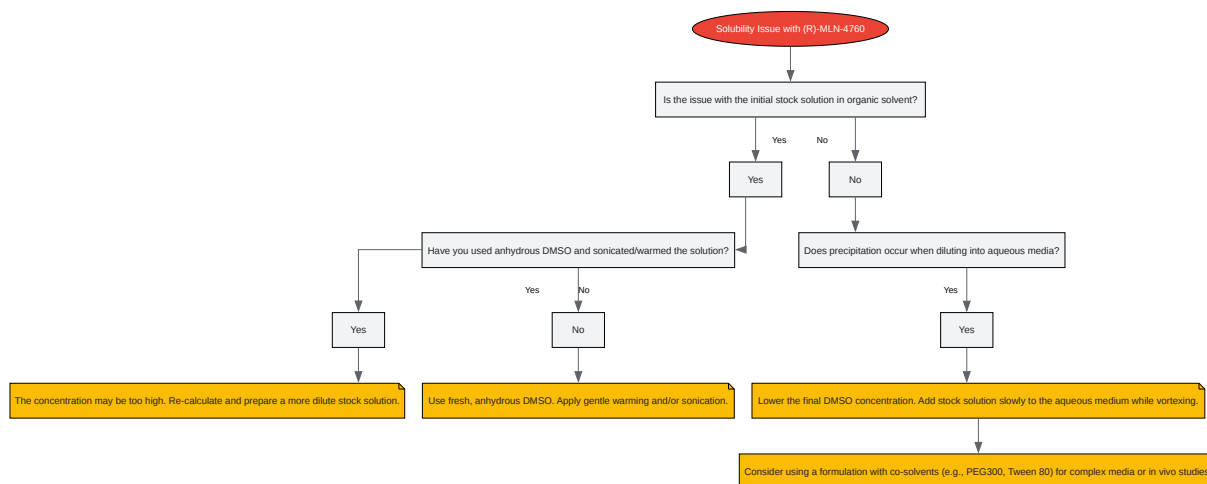 Solubility Issue with (R)-MLN-4760
Is the issue with the initial stock solution in organic solvent?
Yes
No
Yes
No
Have you used anhydrous DMSO and sonicated/warmed the solution?
Does precipitation occur when diluting into aqueous media?
Yes
No
Yes
Yes
No
Yes
The concentration may be too high. Re-calculate and prepare a more dilute stock solution.
Use fresh, anhydrous DMSO. Apply gentle warming and/or sonication.
Lower the final DMSO concentration. Add stock solution slowly to the aqueous medium while vortexing.
Consider using a formulation with co-solvents (e.g., PEG300, Tween 80) for complex media or in vivo studies